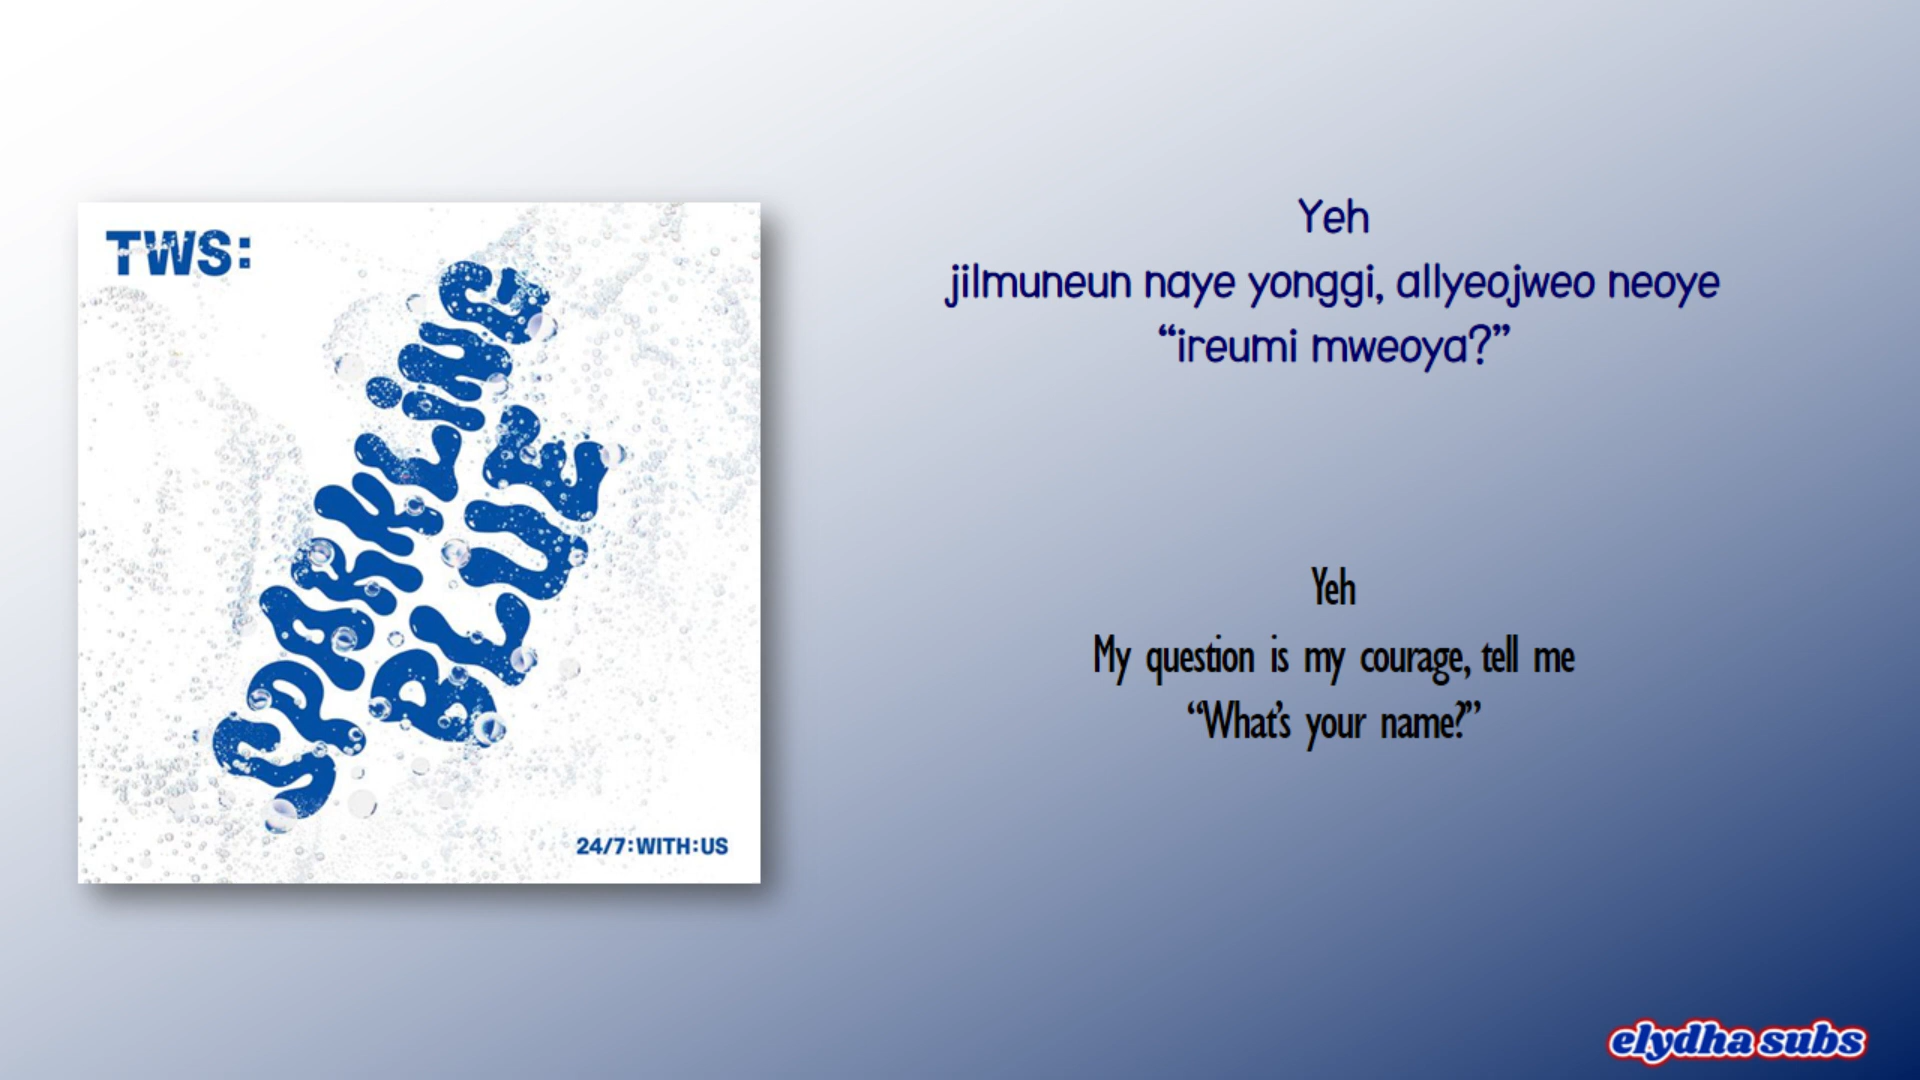 TWS:
SPARKLiNG
BLUE
24/7:WITH:US
Yeh
jilmuneun naye yonggi, allyeojweo neoye
“ireumi mweoya?”
Yeh
My question is my courage, tell me
“What’s your name?”
elydha subs